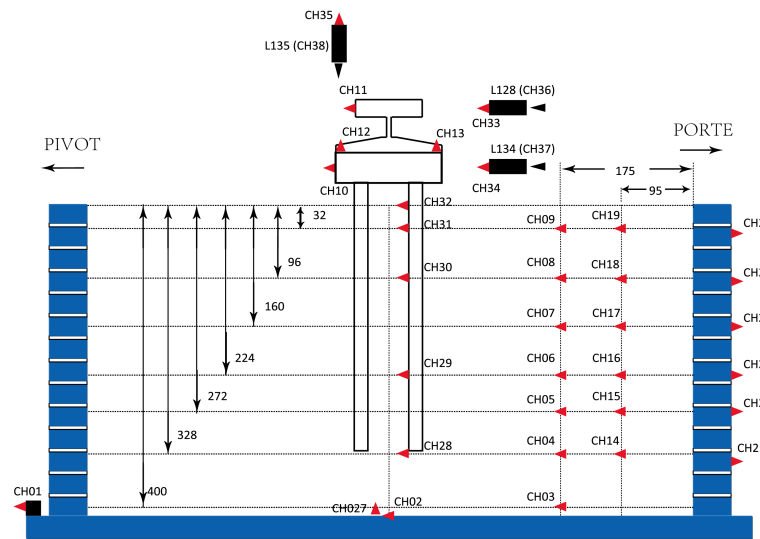 CH35
L135 (CH38)
CH11
L128 (CH36)
CH33
PIVOT
CH12
CH13
PORTE
L134 (CH37)
CH10
CH34
175
95
CH32
32
CH31
CH09
CH19
96
CH30
CH08
CH18
160
CH07
CH17
224
CH29
CH06
CH16
272
CH05
CH15
328
CH28
CH04
CH14
CH2
400
CH01
CH027
CH02
CH03